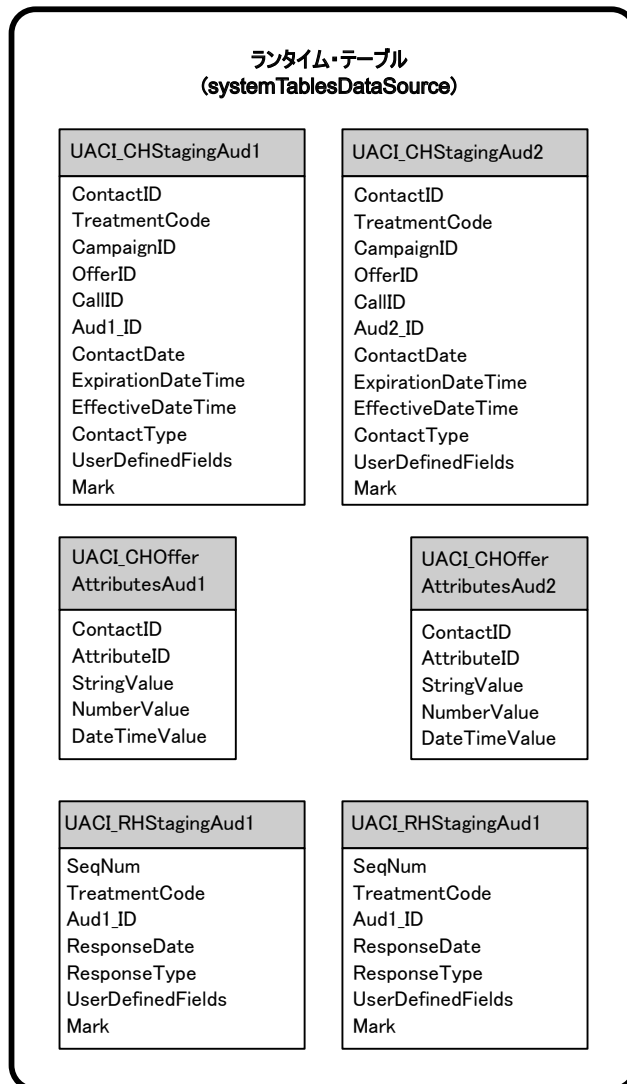 ランタイム・テーブル
(systemTablesDataSource)
UACI_CHStagingAud1
ContactID
TreatmentCode
CampaignID
OfferID
CallID
Aud1_ID
ContactDate
ExpirationDateTime
EffectiveDateTime
ContactType
UserDefinedFields
Mark
UACI_CHStagingAud2
ContactID
TreatmentCode
CampaignID
OfferID
CallID
Aud2_ID
ContactDate
ExpirationDateTime
EffectiveDateTime
ContactType
UserDefinedFields
Mark
UACI_CHOffer
AttributesAud1
ContactID
AttributeID
StringValue
NumberValue
DateTimeValue
UACI_CHOffer
AttributesAud2
ContactID
AttributeID
StringValue
NumberValue
DateTimeValue
UACI_RHStagingAud1
SeqNum
TreatmentCode
Aud1_ID
ResponseDate
ResponseType
UserDefinedFields
Mark
UACI_RHStagingAud1
SeqNum
TreatmentCode
Aud1_ID
ResponseDate
ResponseType
UserDefinedFields
Mark